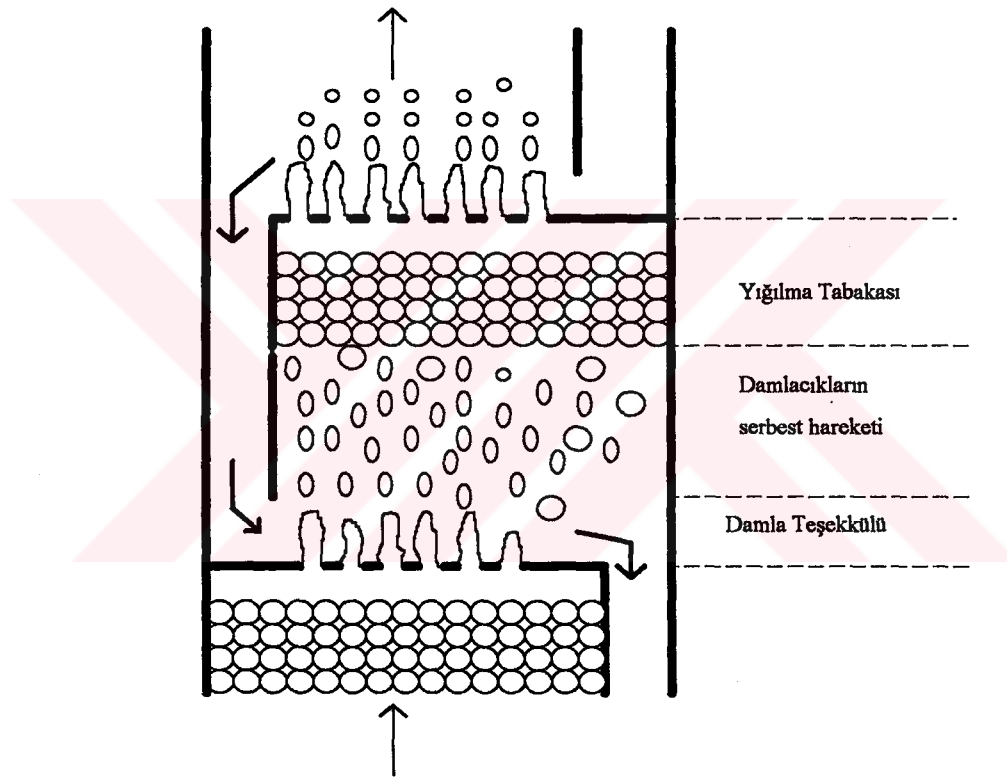 Yığılma Tabakası
Damlacıkların
serbest hareketi
Damla Teşekkülü